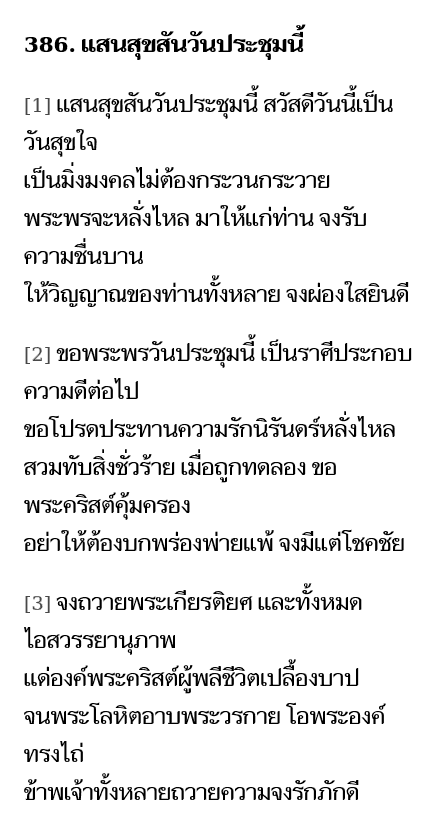 386. แสนสุขสันวันประชุมนี้
[1] แสนสุขสันวันประชุมนี้ สวัสดีวันนี้เป็น
วันสุขใจ
เป็นมิ่งมงคลไม่ต้องกระวนกระวาย
พระพรจะหลั่งไหล มาให้แก่ท่าน จงรับ
ความชื่นบาน
ให้วิญญาณของท่านทั้งหลาย จงผ่องใสยินดี
[2] ขอพระพรวันประชุมนี้ เป็นราศีประกอบ
ความดีต่อไป
ขอโปรดประทานความรักนิรันดร์หลั่งไหล
สวมทับสิ่งชั่วร้าย เมื่อถูกทดลอง ขอ
พระคริสต์คุ้มครอง
อย่าให้ต้องบกพร่องพ่ายแพ้ จงมีแต่โชคชัย
[3] จงถวายพระเกียรติยศ และทั้งหมด
ไอสวรรยานุภาพ
แด่องค์พระคริสต์ผู้พลีชีวิตเปลื้องบาป
จนพระโลหิตอาบพระวรกาย โอพระองค์
ทรงไถ่
ข้าพเจ้าทั้งหลายถวายความจงรักภักดี